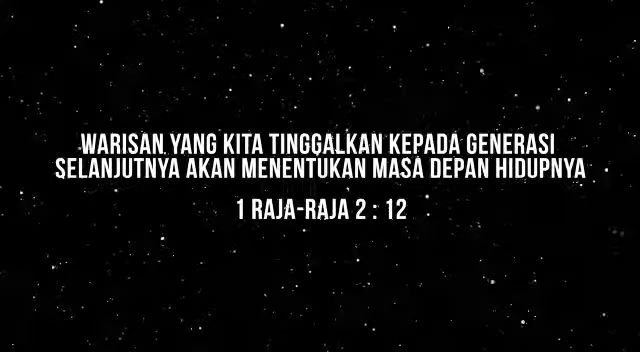 WARISAN YANG KITA TINGGALKAN KEPADA GENERASI
SELANJUTNYA AKAN MENENTUKAN MASA DEPAN HIDUPNYA
1 RAJA-RAJA 2 : 12